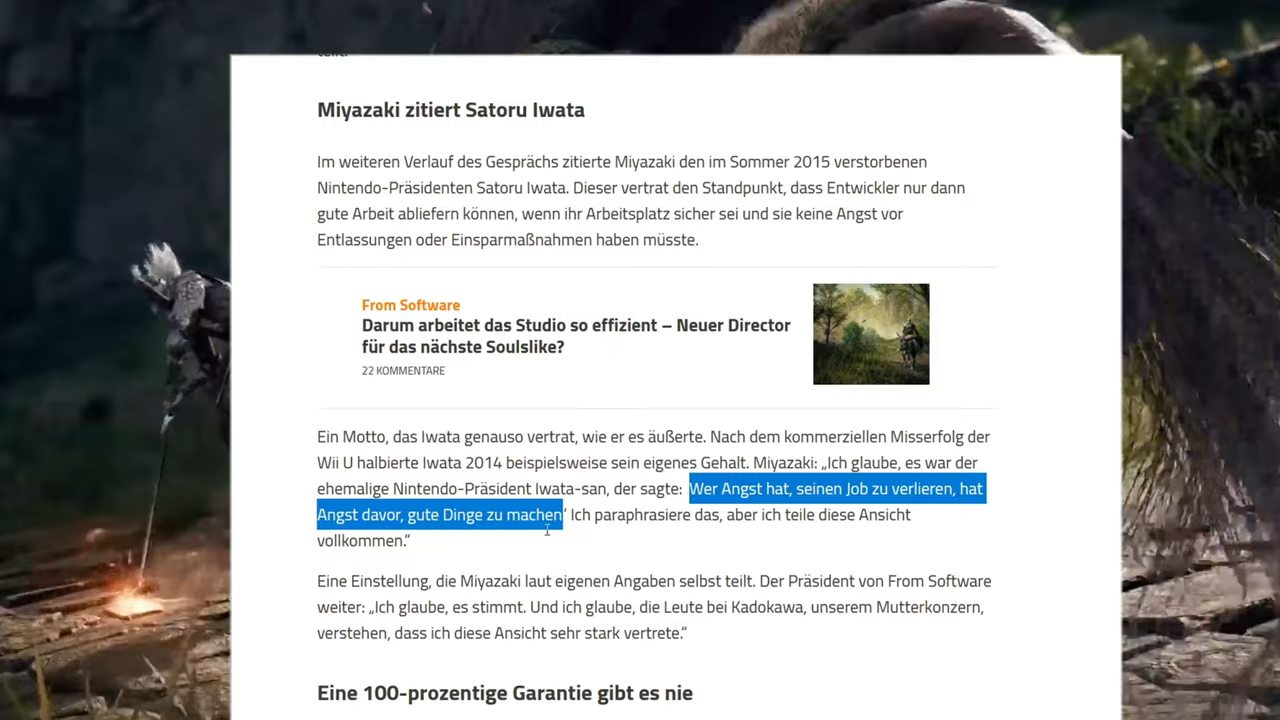 Miyazaki zitiert Satoru Iwata
Im weiteren Verlauf des Gesprächs zitierte Miyazaki den im Sommer 2015 verstorbenen
Nintendo-Präsidenten Satoru Iwata. Dieser vertrat den Standpunkt, dass Entwickler nur dann
gute Arbeit abliefern können, wenn ihr Arbeitsplatz sicher sei und sie keine Angst vor
Entlassungen oder Einsparmaßnahmen haben müsste.
From Software
Darum arbeitet das Studio so effizient – Neuer Director
für das nächste Soulslike?
22 KOMMENTARE
Ein Motto, das Iwata genauso vertrat, wie er es äußerte. Nach dem kommerziellen Misserfolg der
Wii U halbierte Iwata 2014 beispielsweise sein eigenes Gehalt. Miyazaki: „Ich glaube, es war der
ehemalige Nintendo-Präsident Iwata-san, der sagte: Wer Angst hat, seinen Job zu verlieren, hat
Angst davor, gute Dinge zu machen‘ Ich paraphrasiere das, aber ich teile diese Ansicht
vollkommen.“
Eine Einstellung, die Miyazaki laut eigenen Angaben selbst teilt. Der Präsident von From Software
weiter: „Ich glaube, es stimmt. Und ich glaube, die Leute bei Kadokawa, unserem Mutterkonzern,
verstehen, dass ich diese Ansicht sehr stark vertrete.“
Eine 100-prozentige Garantie gibt es nie